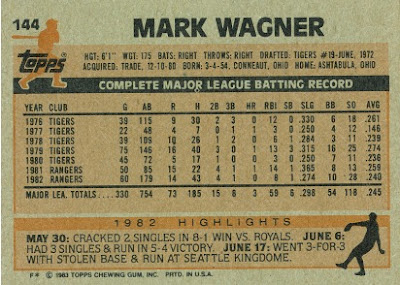 144
MARK WAGNER
Topps
HGT: 6'1" WGT: 175 BATS: RIGHT THROWS: RIGHT DRAFTED: TIGERS #19-JUNE, 1972
ACQUIRED: TRADE, 12-10-80 BORN: 3-4-54, CONNEAUT, OHIO HOME: ASHTABULA, OHIO
COMPLETE MAJOR LEAGUE BATTING RECORD
YEAR CLUB G AB R H 2B 3B HR RBI SB SLG BB SO AVG
1976 TIGERS 39 115 9 30 2 3 0 12 0 .330 6 18 .261
1977 TIGERS 22 48 4 7 0 1 1 3 0 .250 4 12 .146
1978 TIGERS 39 109 10 26 1 2 0 6 1 .284 3 11 .239
1979 TIGERS 75 146 16 40 3 0 1 13 3 .315 16 25 .274
1980 TIGERS 45 72 5 17 1 0 0 3 0 .250 7 11 .236
1981 RANGERS 50 85 15 22 4 1 1 14 1 .365 8 13 .259
1982 RANGERS 60 179 14 43 4 1 0 8 1 .274 10 28 .240
MAJOR LEA. TOTALS.... 330 754 73 185 15 8 3 59 6 .298 54 118 .245
1982 HIGHLIGHTS
MAY 30: CRACKED 2 SINGLES IN 8-1 WIN VS. ROYALS. JUNE 6:
HAD 3 SINGLES & RUN IN 5-4 VICTORY. JUNE 17: WENT 3-FOR-3
WITH STOLEN BASE & RUN AT SEATTLE KINGDOME.
© 1983 TOPPS CHEWING GUM, INC. PRTD. IN U.S.A.